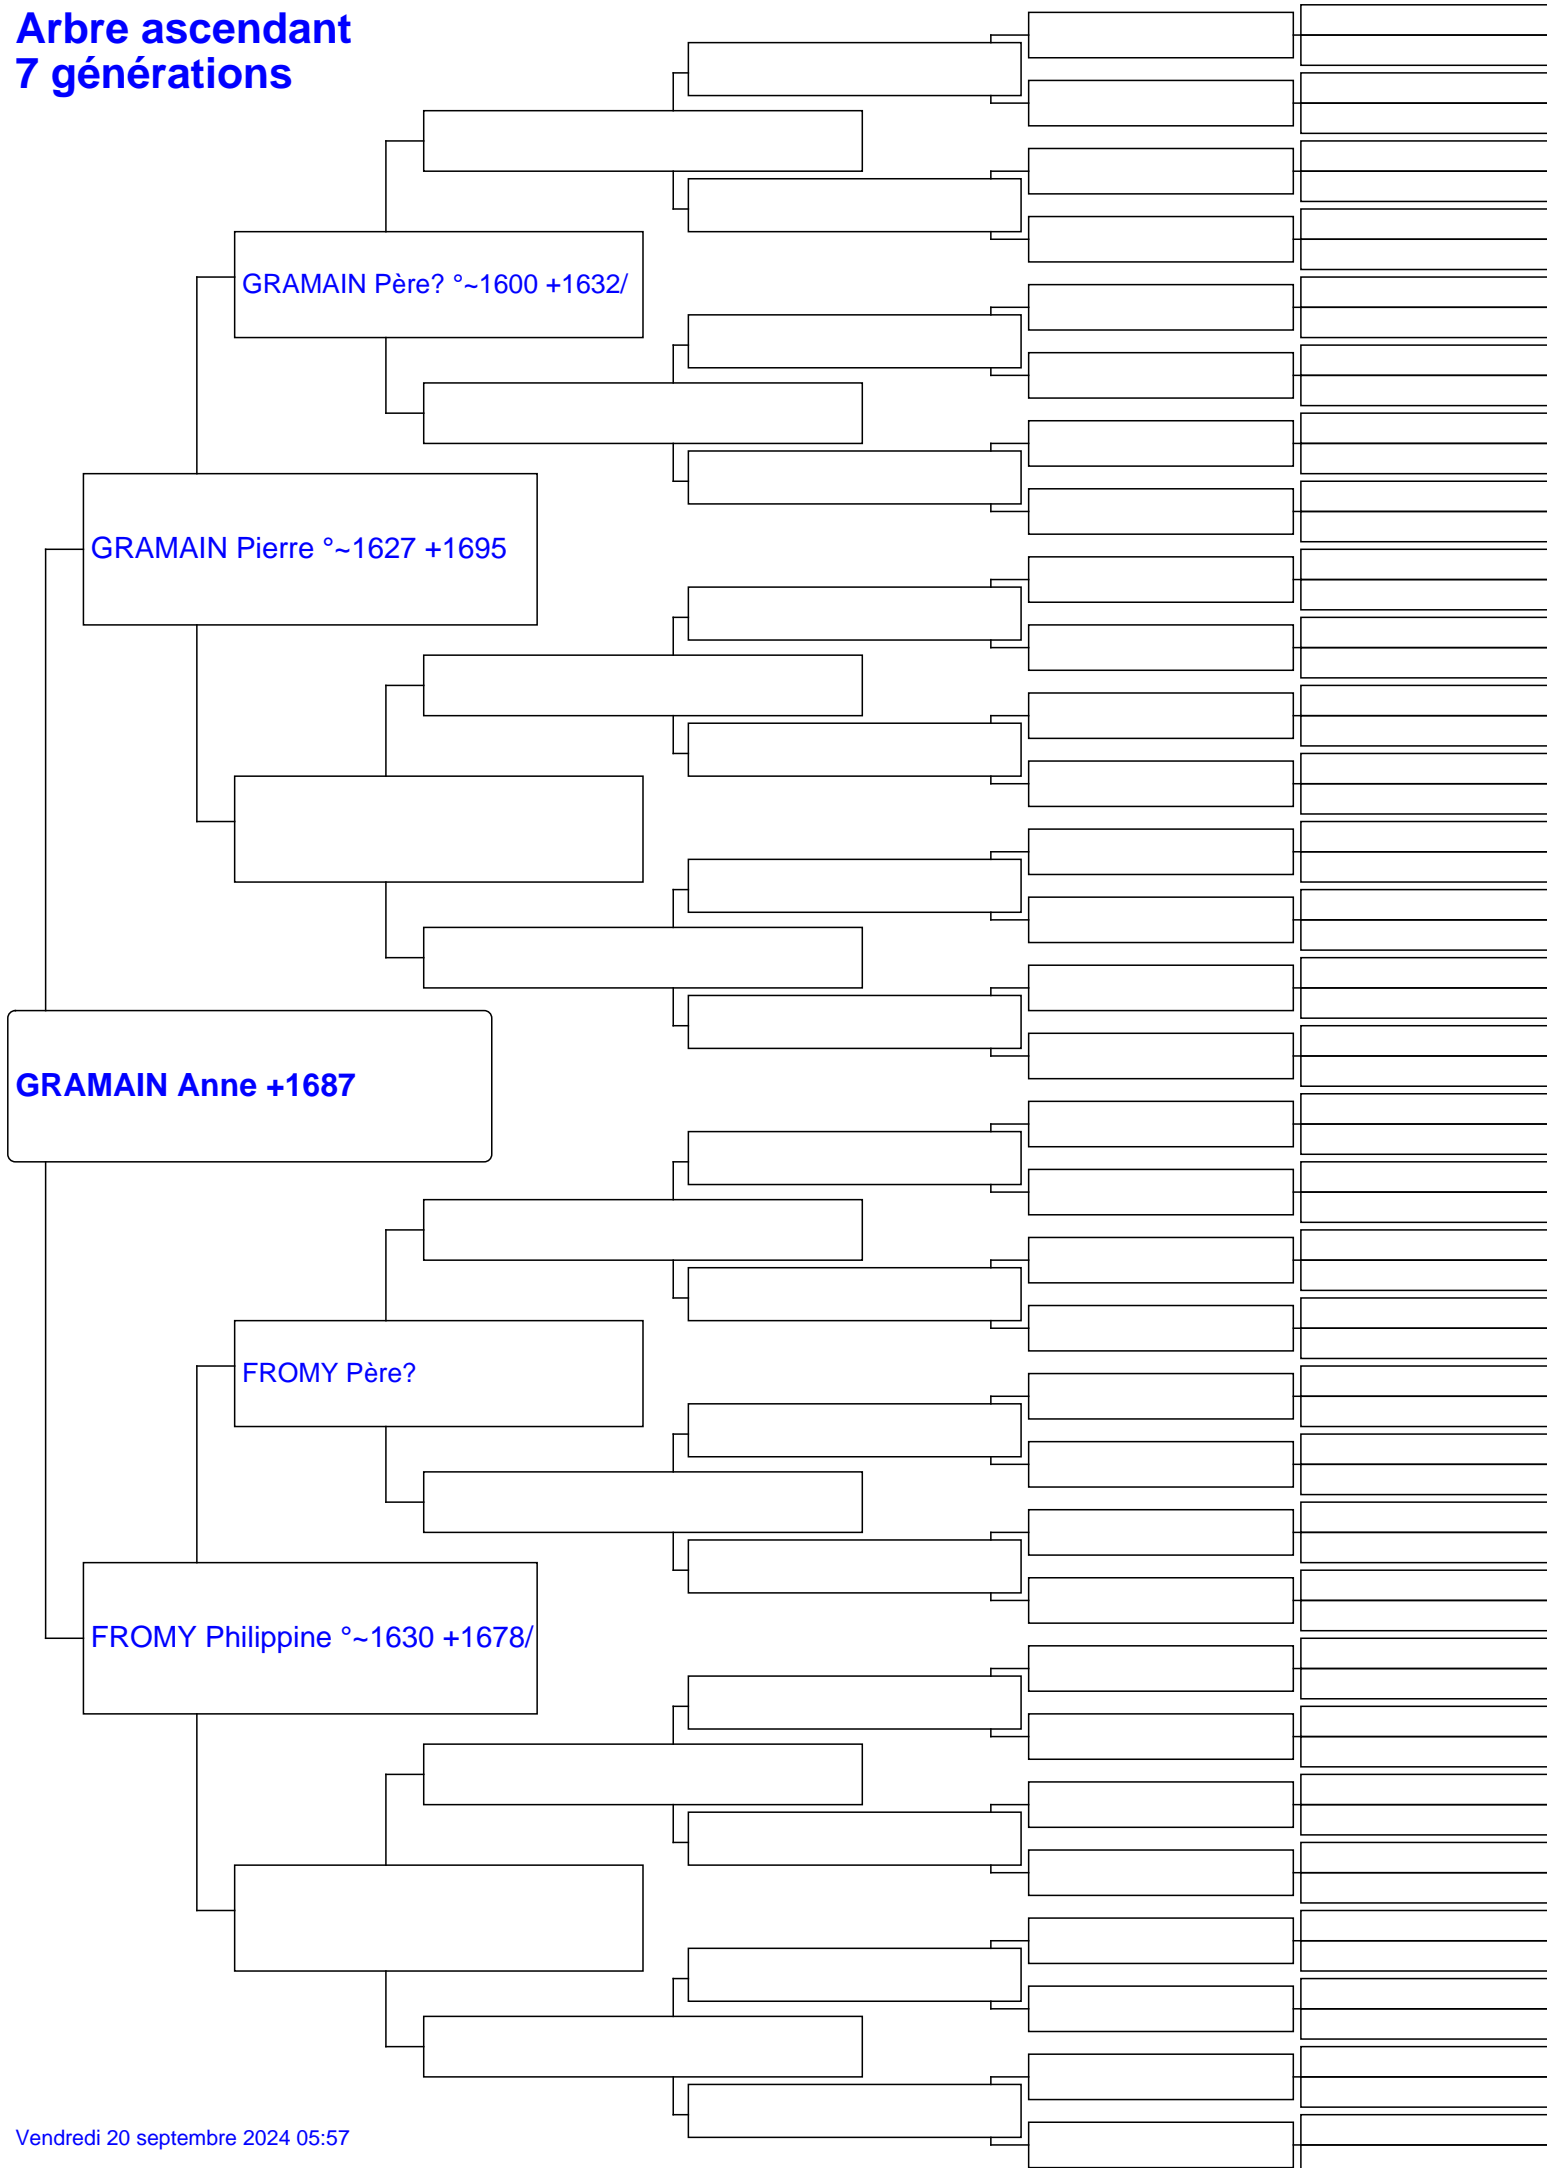 Arbre ascendant
7 générations
GRAMAIN Père? °~1600 +1632/
GRAMAIN Pierre °~1627 +1695
GRAMAIN Anne +1687
FROMY Père?
FROMY Philippine °~1630 +1678/
Vendredi 20 septembre 2024 05:57